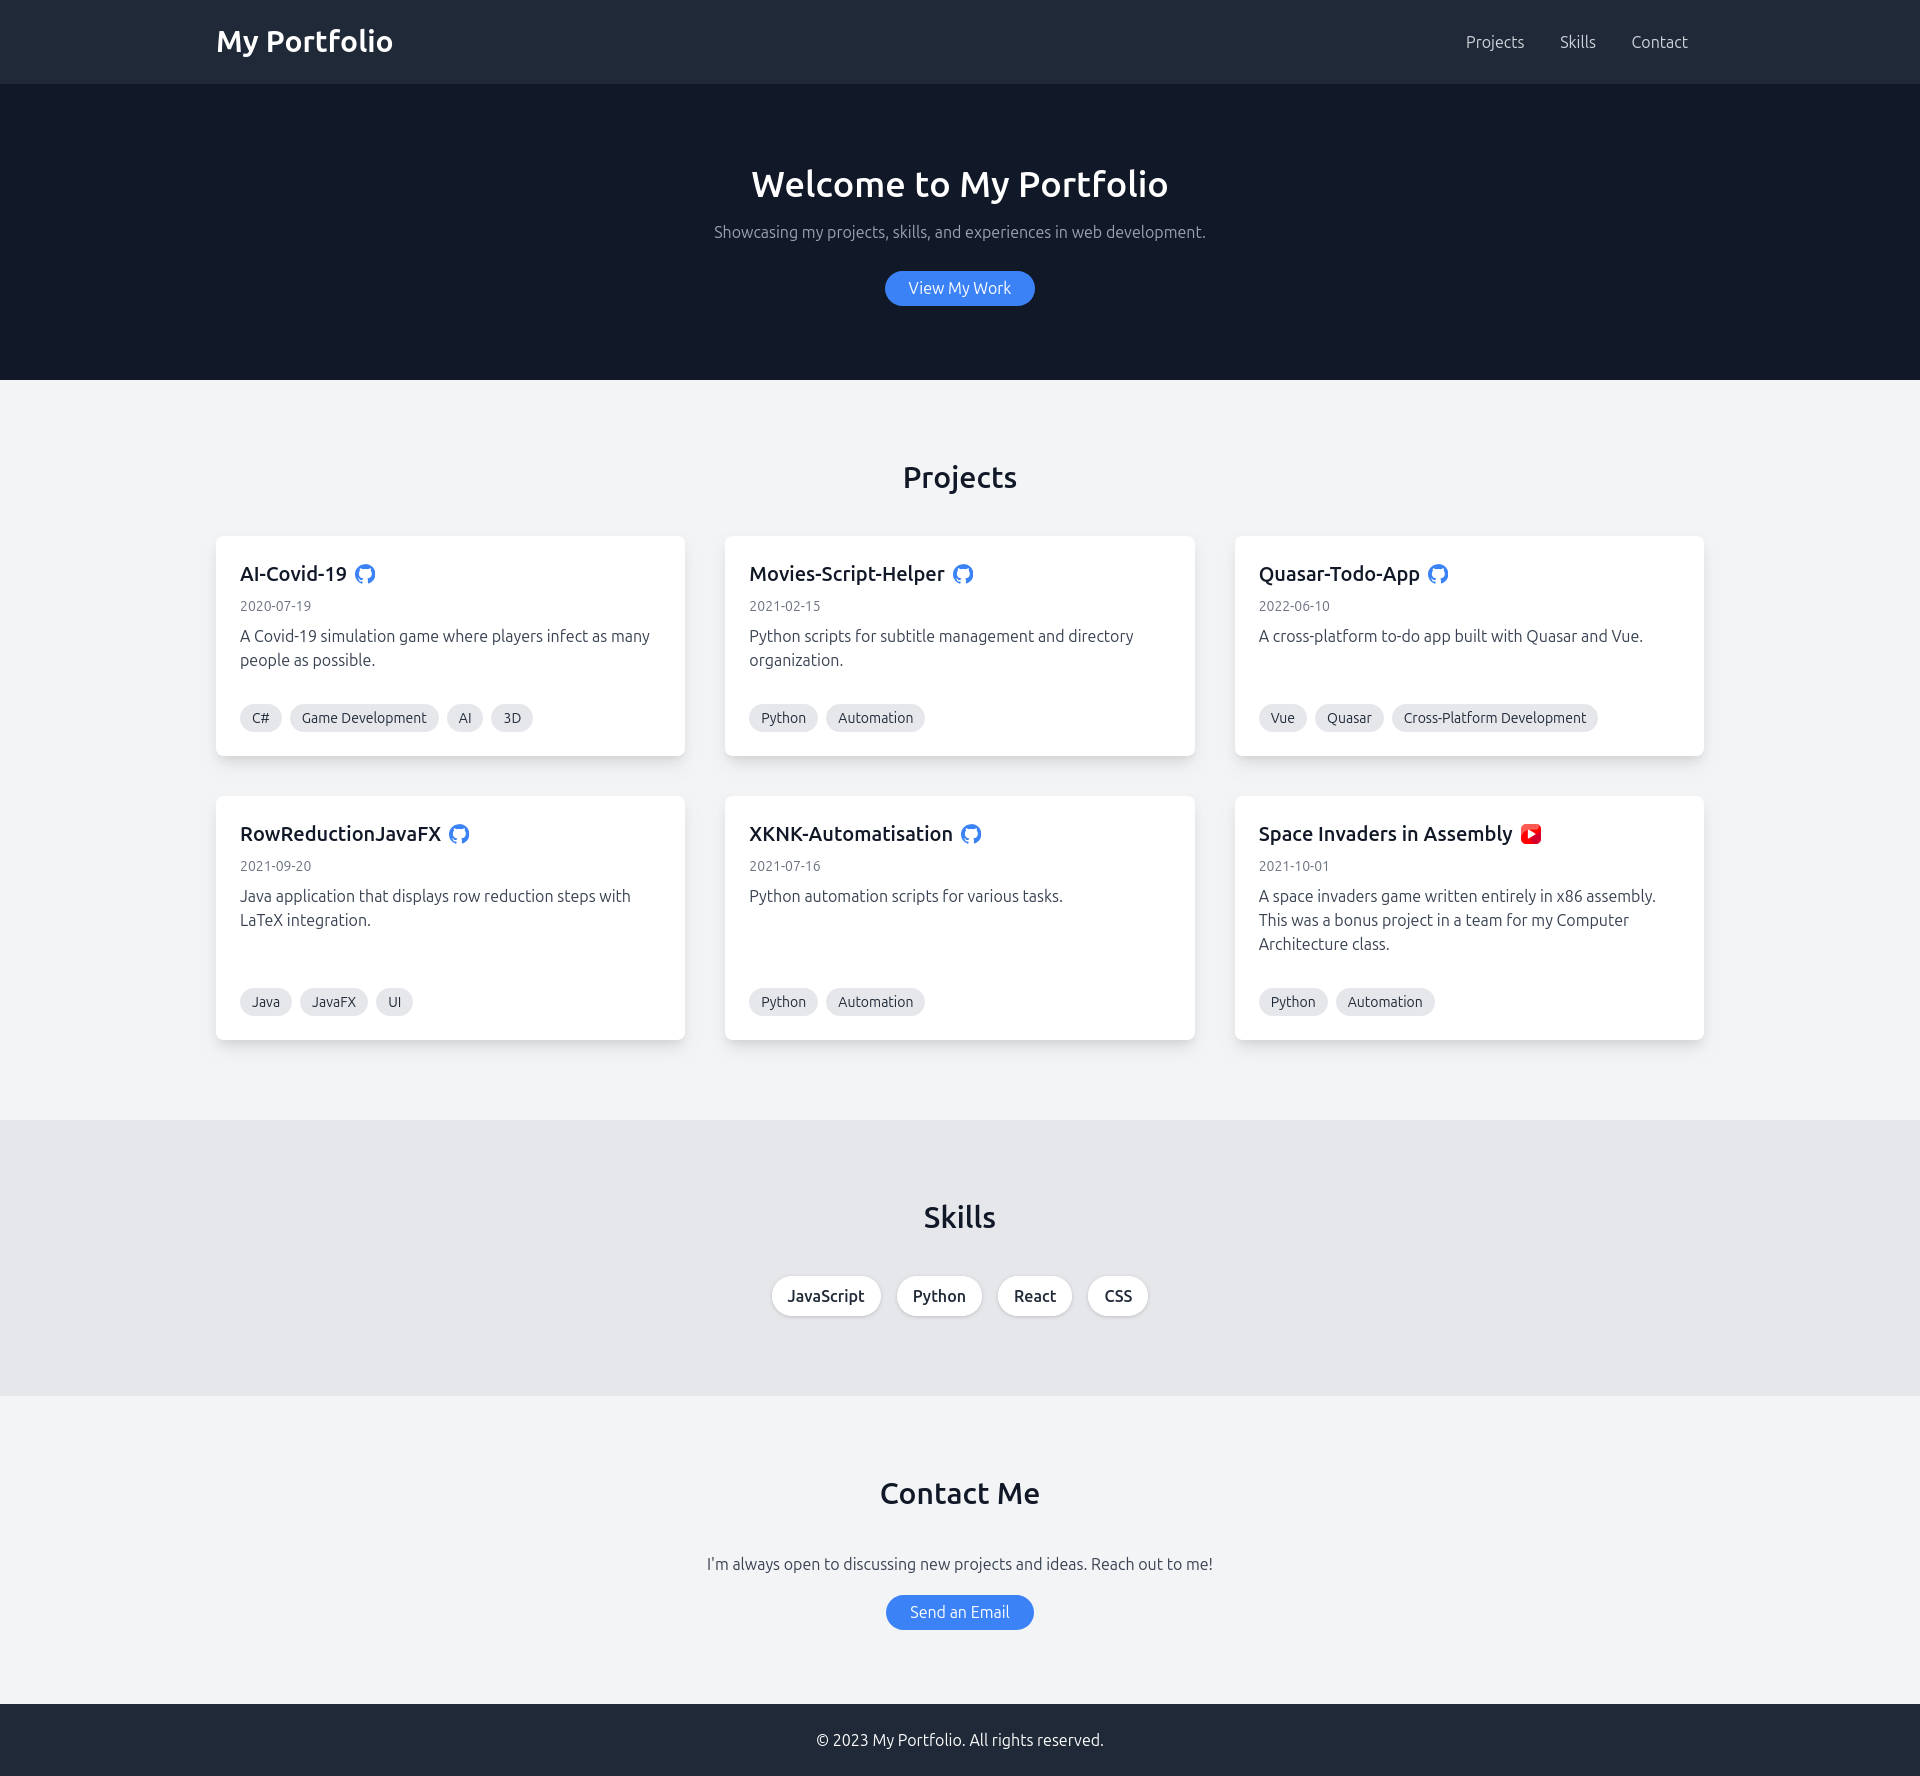 My Portfolio
Projects Skills Contact
Welcome to My Portfolio
Showcasing my projects, skills, and experiences in web development.
View My Work
Projects
AI-Covid-19
2020-07-19
A Covid-19 simulation game where players infect as many
people as possible.
C# Game Development AI 3D
Movies-Script-Helper
2021-02-15
Python scripts for subtitle management and directory
organization.
Python Automation
Quasar-Todo-App
2022-06-10
A cross-platform to-do app built with Quasar and Vue.
Vue Quasar Cross-Platform Development
RowReductionJavaFX
2021-09-20
Java application that displays row reduction steps with
LaTeX integration.
Java JavaFX UI
XKNK-Automatisation
2021-07-16
Python automation scripts for various tasks.
Python Automation
Space Invaders in Assembly
2021-10-01
A space invaders game written entirely in x86 assembly.
This was a bonus project in a team for my Computer
Architecture class.
Python Automation
Skills
JavaScript Python React CSS
Contact Me
I'm always open to discussing new projects and ideas. Reach out to me!
Send an Email
© 2023 My Portfolio. All rights reserved.